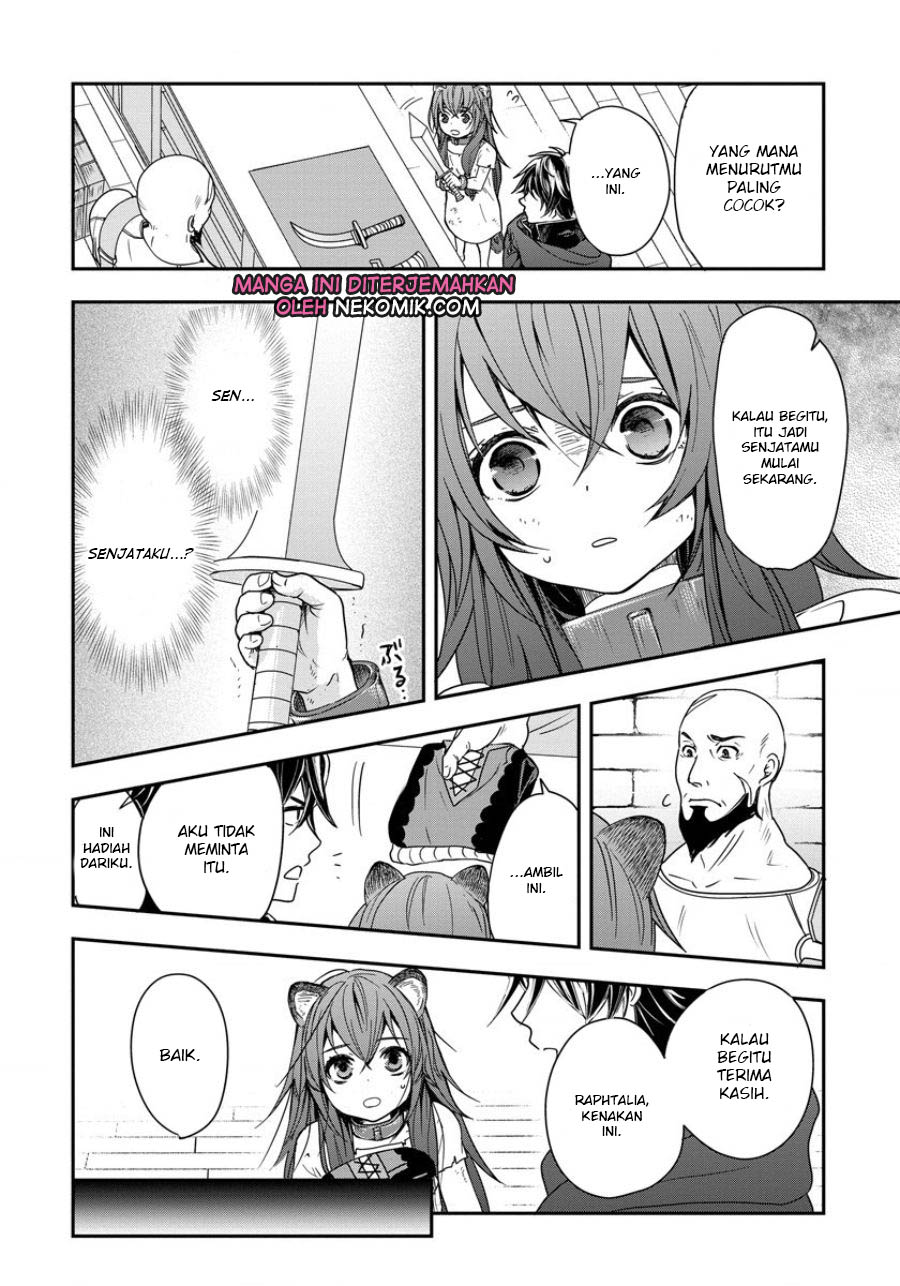 YANG MANA
MENURUTMU
PALING
COCOK?
...YANG
INI.
MANGA INI DITERJEMAHKAN
OLEH NEKOMIK.COM
KALAU BEGITU,
ITU JADI
SENJATAMU
MULAI
SEKARANG.
SEN...
SENJATAKU...?
ぶる…
...AMBIL
INI.
AKU TIDAK
MEMINTA
ITU.
INI
HADIAH
DARIKU.
KALAU
BEGITU
TERIMA
KASIH.
RAPHTALIA,
KENAKAN
INI.
BAIK.